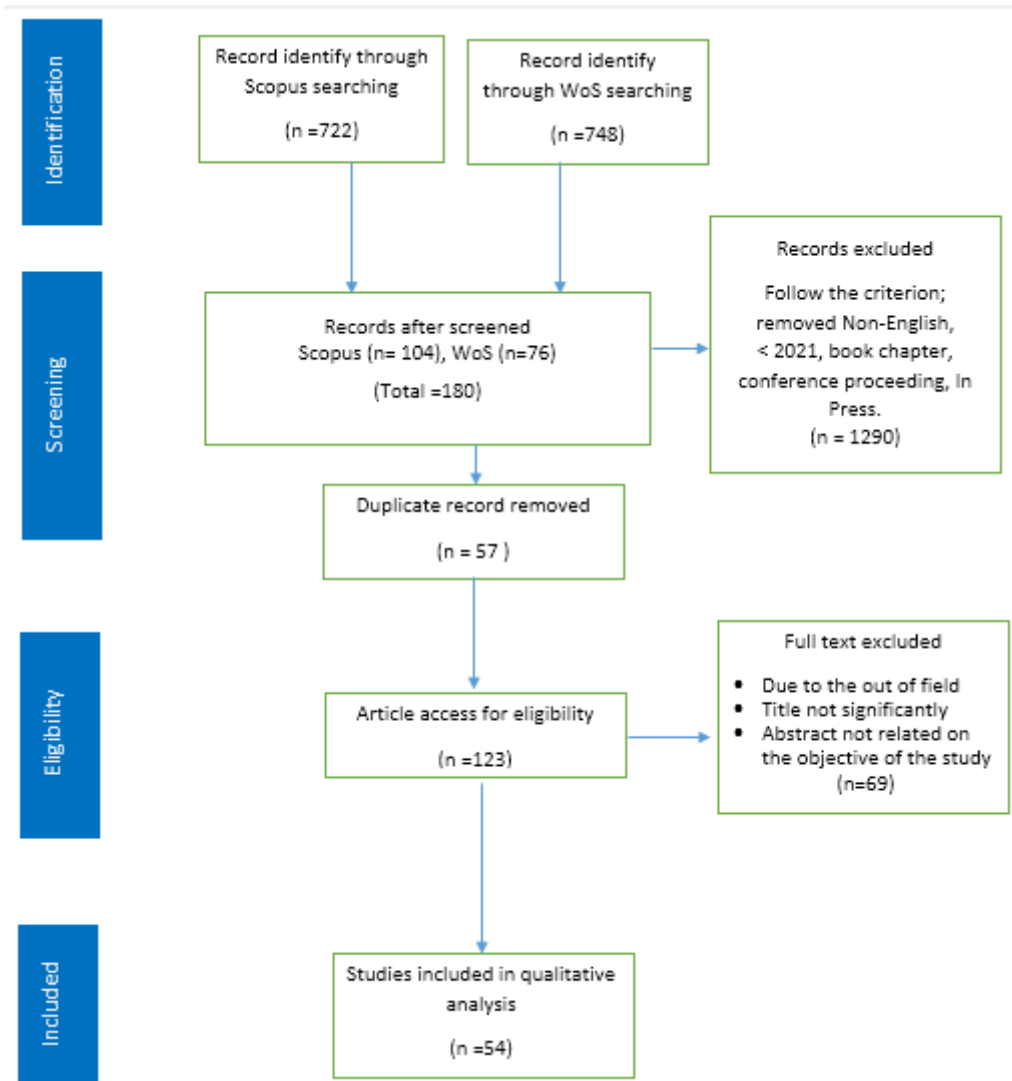 Identification
Record identify through
Scopus searching
(n =722)
Record identify
through WoS searching
(n =748)
Screening
Records after screened
Scopus (n= 104), WoS (n=76)
(Total =180)
Records excluded
Follow the criterion;
removed Non-English,
< 2021, book chapter,
conference proceeding, In
Press.
(n = 1290)
Duplicate record removed
(n = 57 )
Eligibility
Article access for eligibility
(n =123)
Full text excluded
• Due to the out of field
• Title not significantly
• Abstract not related on
the objective of the study
(n=69)
Included
Studies included in qualitative
analysis
(n =54)